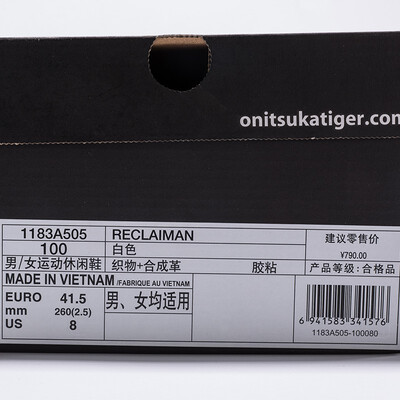 onitsukatiger.com
1183A505 RECLAIMAN 建议零售价
100 白色 ¥790.00
男/女运动休闲鞋 织物+合成革 胶粘 产品等级:合格品
MADE IN VIETNAM /FABRIQUE AU VIETNAM
EURO 41.5 男、女均适用
mm 260(2.5)
US 8
6 941583 341576
1183A505-100080